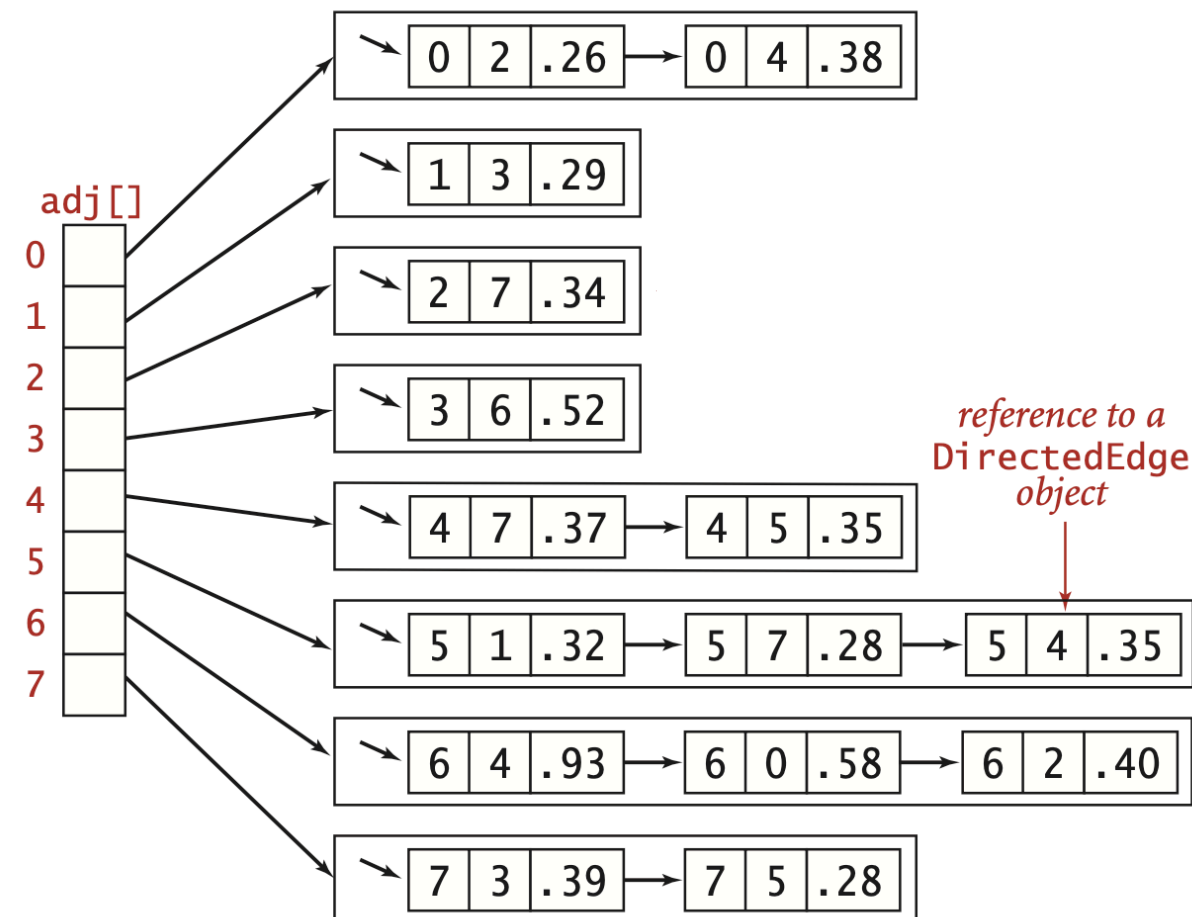 0 2 .26 0 4 .38
1 3 .29
adj[]
0
2 7 .34
1
2
3 6 .52
3
reference to a
DirectedEdge
object
4
4 7 .37 4 5 .35
5
5 1 .32 5 7 .28 5 4 .35
6
7
6 4 .93 6 0 .58 6 2 .40
7 3 .39 7 5 .28